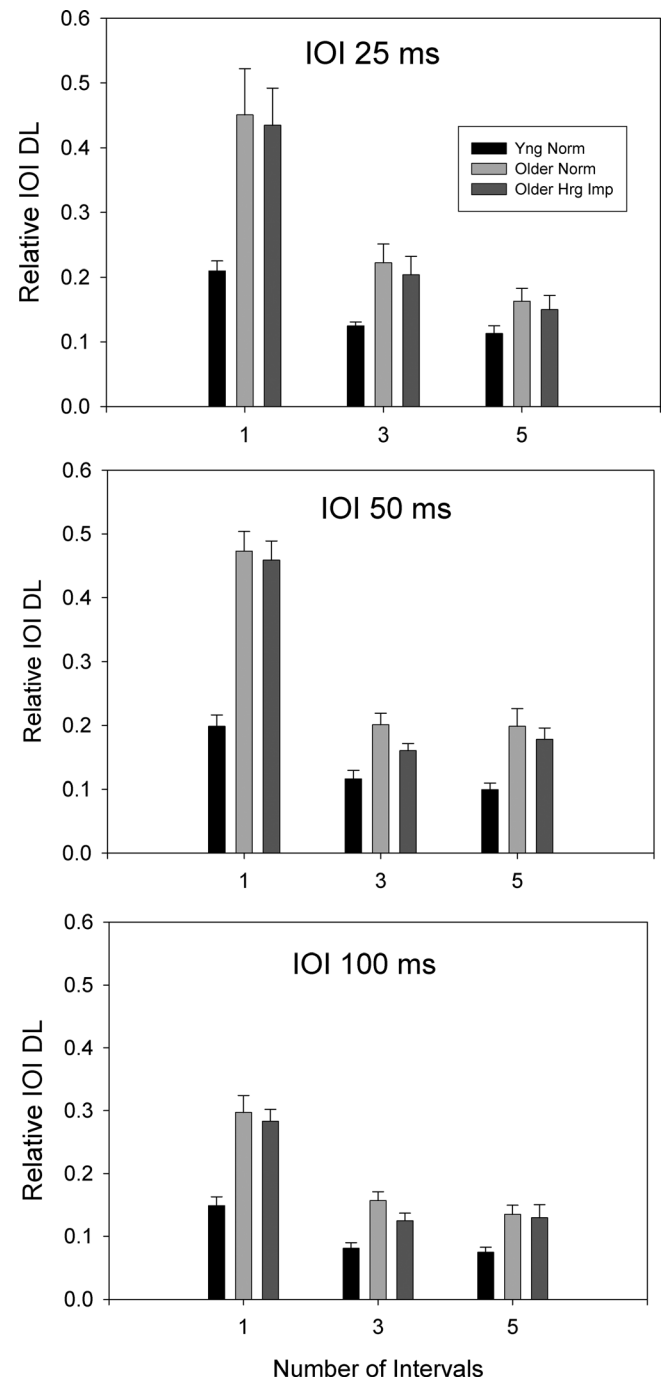 IOI 25 ms
Relative IOI DL
0.6
0.5
0.4
0.3
0.2
0.1
0.0
Yng Norm
Older Norm
Older Hrg Imp
1 3 5
IOI 50 ms
Relative IOI DL
0.6
0.5
0.4
0.3
0.2
0.1
0.0
1 3 5
IOI 100 ms
Relative IOI DL
0.6
0.5
0.4
0.3
0.2
0.1
0.0
1 3 5
Number of Intervals